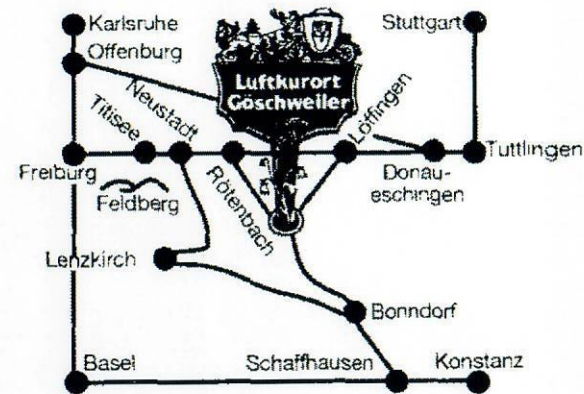 Karlsruhe
Stuttgart
Offenburg
Luftkurort
Göschweiler
Neustadt
Titisee
Löffingen
Freiburg
Donau-
eschingen
Tuttlingen
Feldberg
Rötenbach
Lenzkirch
Bonndorf
Basel
Schaffhausen
Konstanz